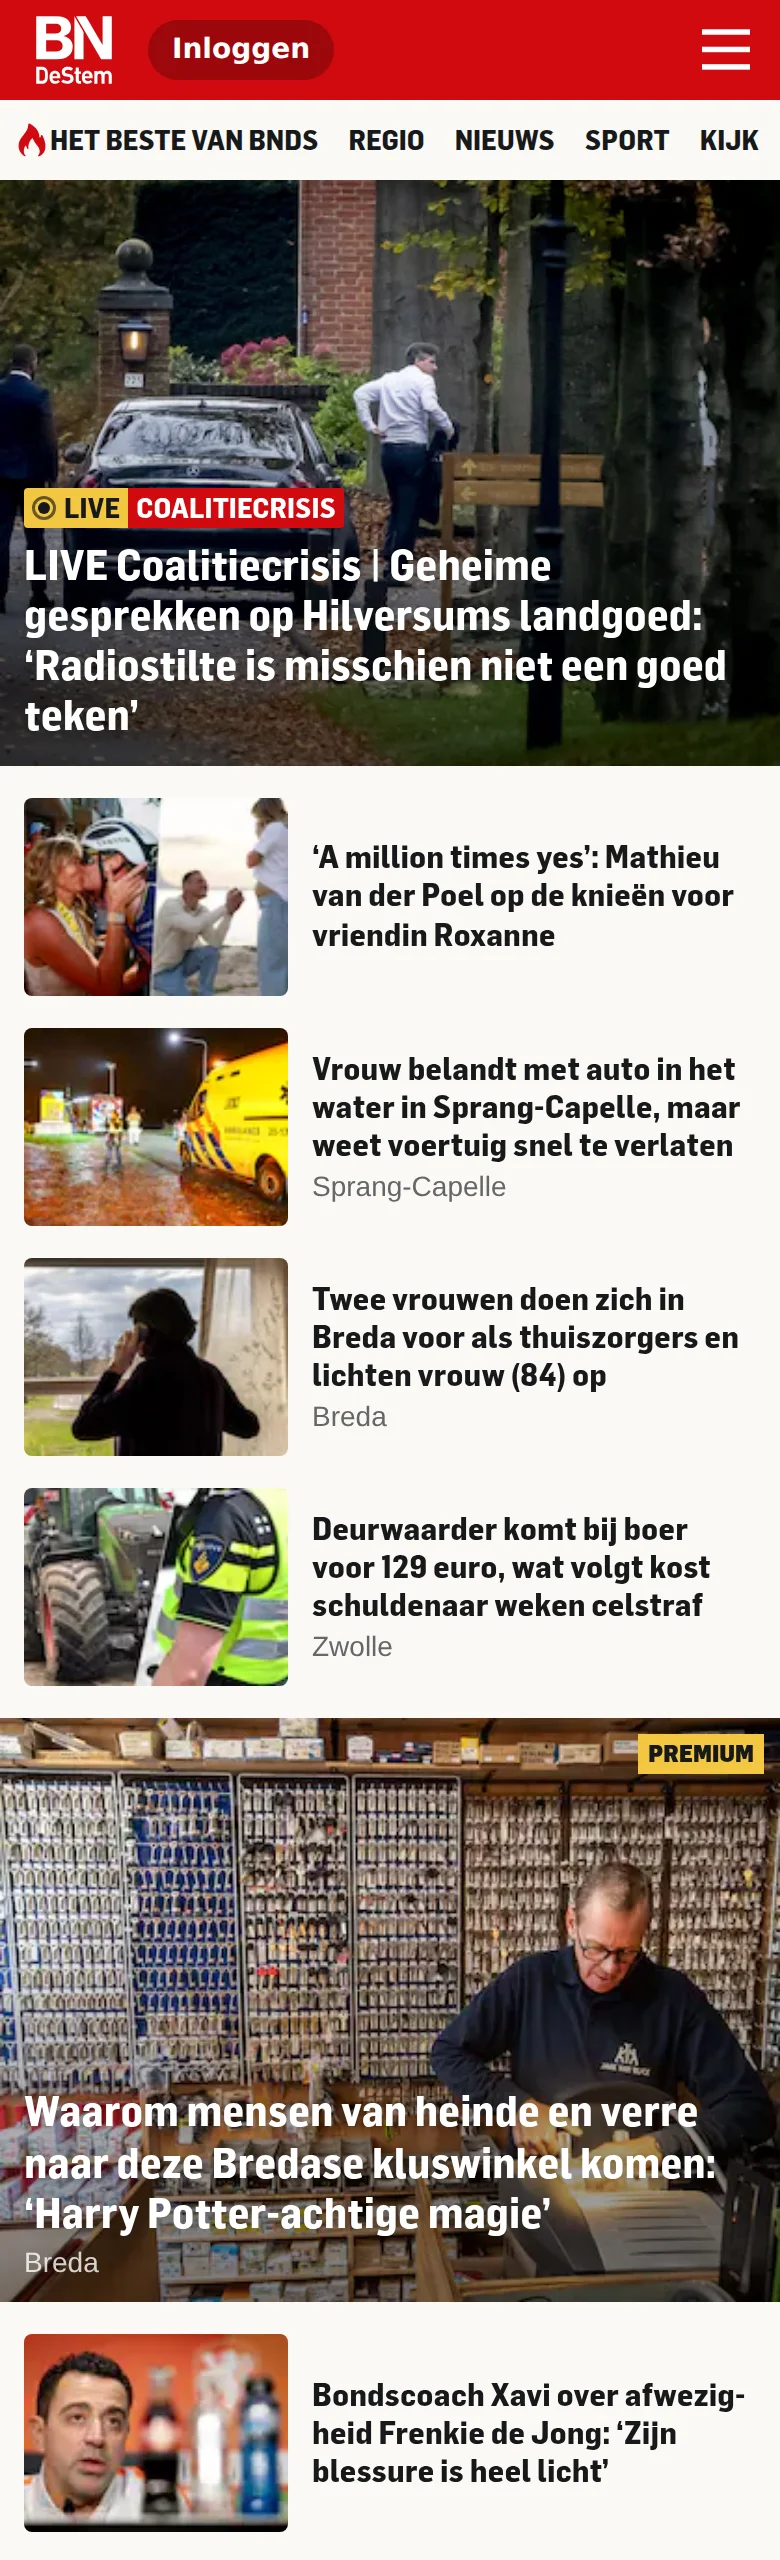 BN
DeStem
Inloggen
HET BESTE VAN BNDS REGIO NIEUWS SPORT KIJK
LIVE COALITIECRISIS
LIVE Coalitiecrisis | Geheime
gesprekken op Hilversums landgoed:
‘Radiostilte is misschien niet een goed
teken’
‘A million times yes’: Mathieu
van der Poel op de knieën voor
vriendin Roxanne
Vrouw belandt met auto in het
water in Sprang-Capelle, maar
weet voertuig snel te verlaten
Sprang-Capelle
Twee vrouwen doen zich in
Breda voor als thuiszorgers en
lichten vrouw (84) op
Breda
Deurwaarder komt bij boer
voor 129 euro, wat volgt kost
schuldenaar weken celstraf
Zwolle
PREMIUM
Waarom mensen van heinde en verre
naar deze Bredase kluswinkel komen:
‘Harry Potter-achtige magie’
Breda
Bondscoach Xavi over afwezig-
heid Frenkie de Jong: ‘Zijn
blessure is heel licht’